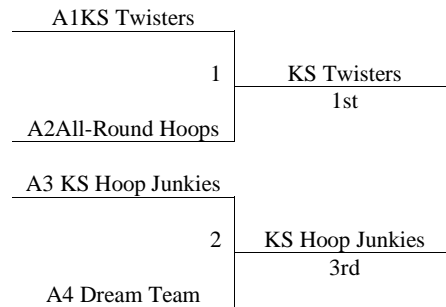 A1KS Twisters
1
KS Twisters
1st
A2All-Round Hoops
A3 KS Hoop Junkies
2
KS Hoop Junkies
3rd
A4 Dream Team